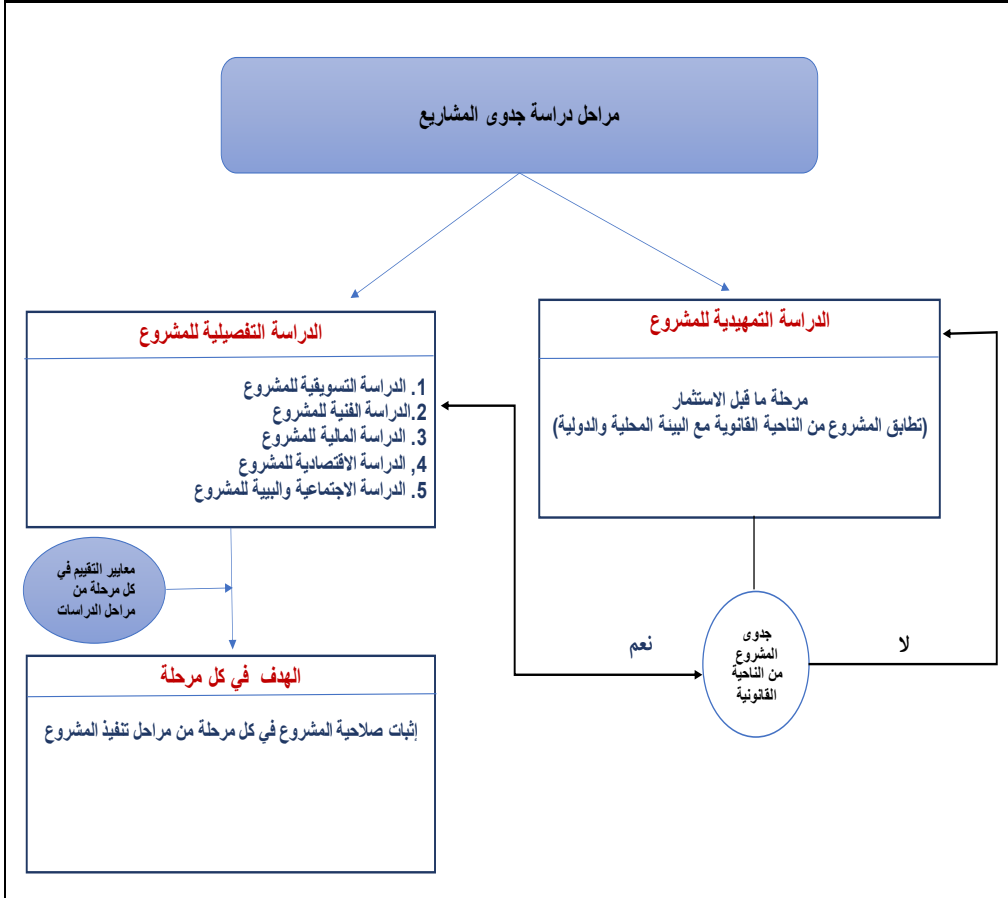 مراحل دراسة جدوى المشاريع
الدراسة التمهيدية للمشروع
مرحلة ما قبل الاستثمار
(تطابق المشروع من الناحية القانوية مع البيئة المحلية والدولية)
الدراسة التفصيلية للمشروع
1. الدراسة التسويقية للمشروع
2.الدراسة الفنية للمشروع
3. الدراسة المالية للمشروع
4, الدراسة الاقتصادية للمشروع
5. الدراسة الاجتماعية والبيية للمشروع
جدوى
المشروع
من الناحية
القانونية
لا
نعم
معايير التقييم في
كل مرحلة من
مراحل الدراسات
الهدف في كل مرحلة
إثبات صلاحية المشروع في كل مرحلة من مراحل تنفيذ المشروع